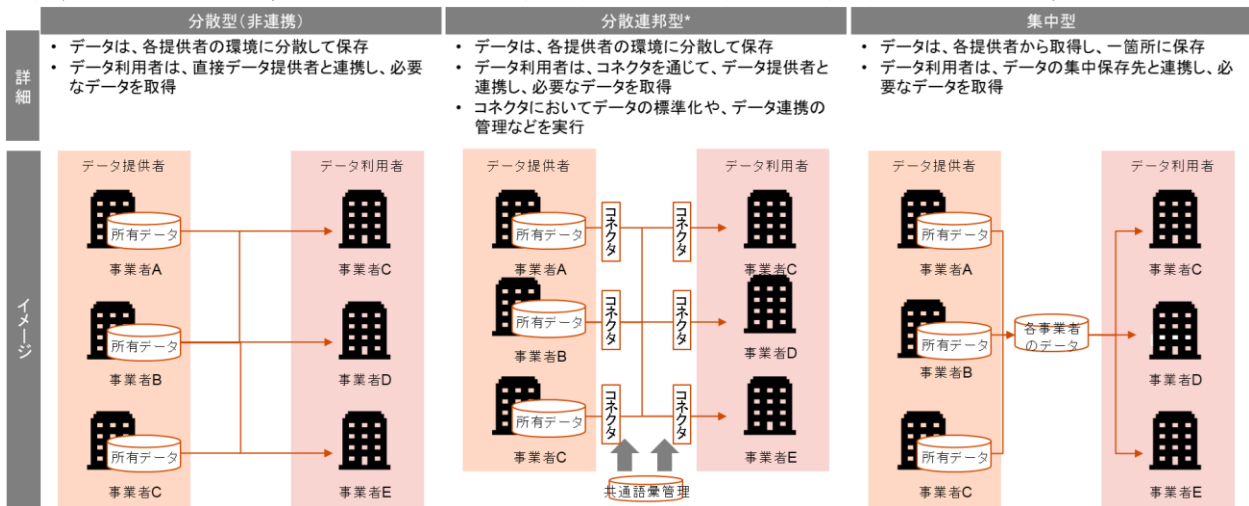 分散型(非連携)
分散連邦型*
集中型
詳細
• データは、各提供者の環境に分散して保存
• データ利用者は、直接データ提供者と連携し、必要
なデータを取得
• データは、各提供者の環境に分散して保存
• データ利用者は、コネクタを通じて、データ提供者と
連携し、必要なデータを取得
• コネクタにおいてデータの標準化や、データ連携の
管理などを実行
• データは、各提供者から取得し、一箇所に保存
• データ利用者は、データの集中保存先と連携し、必
要なデータを取得
イメージ
データ提供者
データ利用者
所有データ
事業者A
事業者C
所有データ
事業者B
事業者D
所有データ
事業者C
事業者E
データ提供者
データ利用者
所有データ
コネクタ
コネクタ
事業者A
事業者C
所有データ
コネクタ
コネクタ
事業者B
事業者D
所有データ
コネクタ
コネクタ
事業者C
事業者E
共通語彙管理
データ提供者
データ利用者
所有データ
事業者A
事業者C
所有データ
各事業者
のデータ
事業者B
事業者D
所有データ
事業者C
事業者E